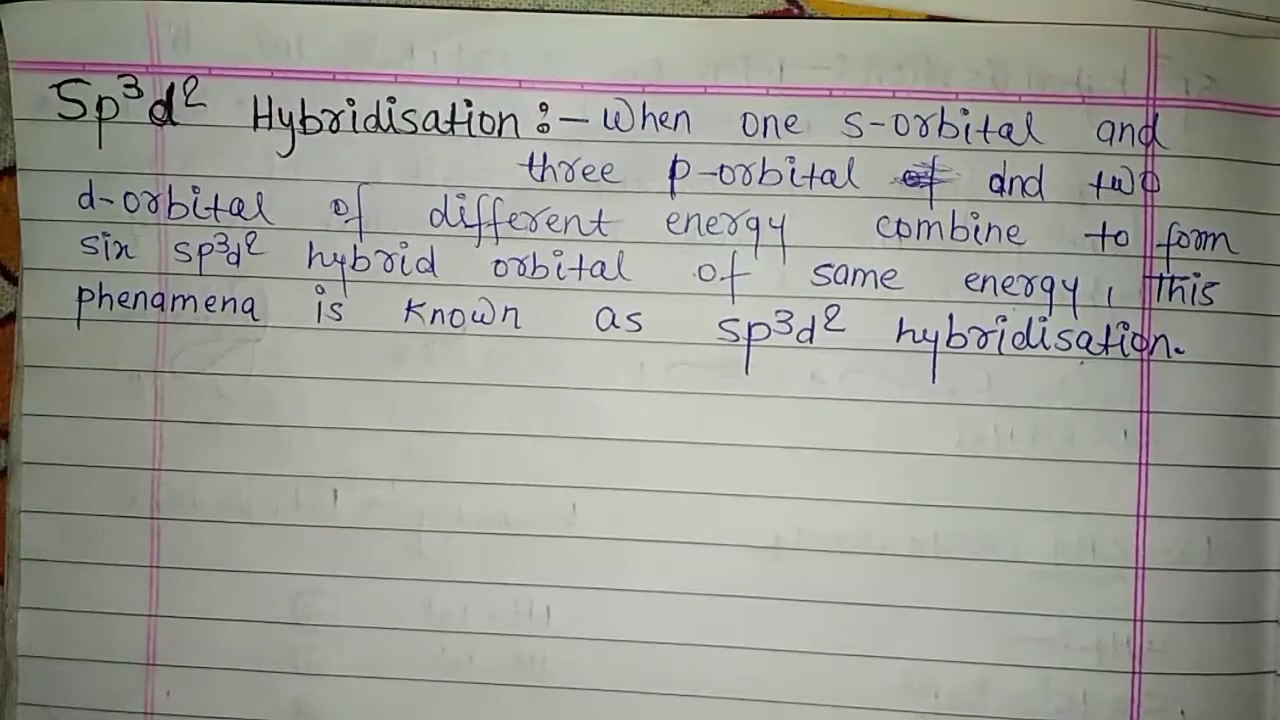 Sp³d² Hybridisation :- When one s-orbital and
three p-orbital and two
d-orbital of different energy combine to form
six sp³d² hybrid orbital of same energy, This
phenamena is known as sp³d² hybridisation.